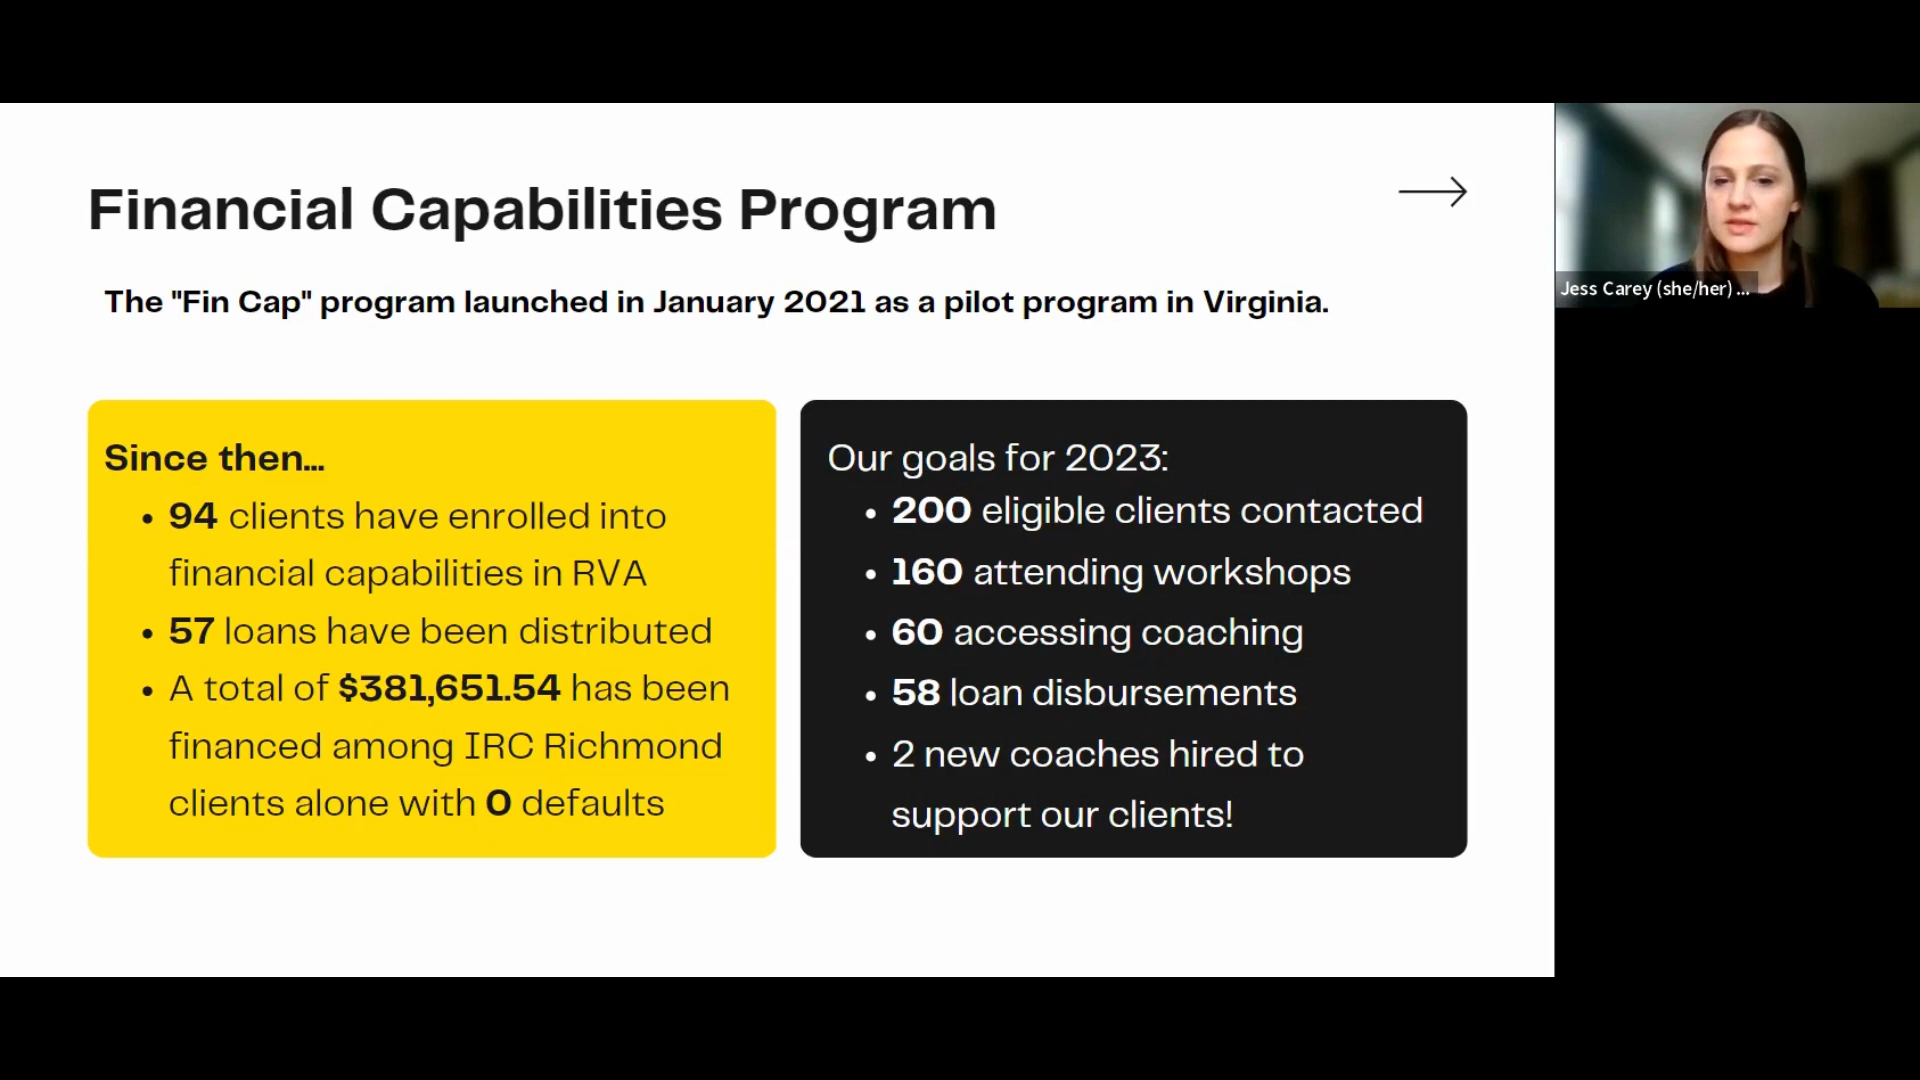 Financial Capabilities Program
The "Fin Cap" program launched in January 2021 as a pilot program in Virginia.
Since then...
• 94 clients have enrolled into
financial capabilities in RVA
• 57 loans have been distributed
• A total of $381,651.54 has been
financed among IRC Richmond
clients alone with 0 defaults
Our goals for 2023:
• 200 eligible clients contacted
• 160 attending workshops
• 60 accessing coaching
• 58 loan disbursements
• 2 new coaches hired to
support our clients!
Jess Carey (she/her) ...